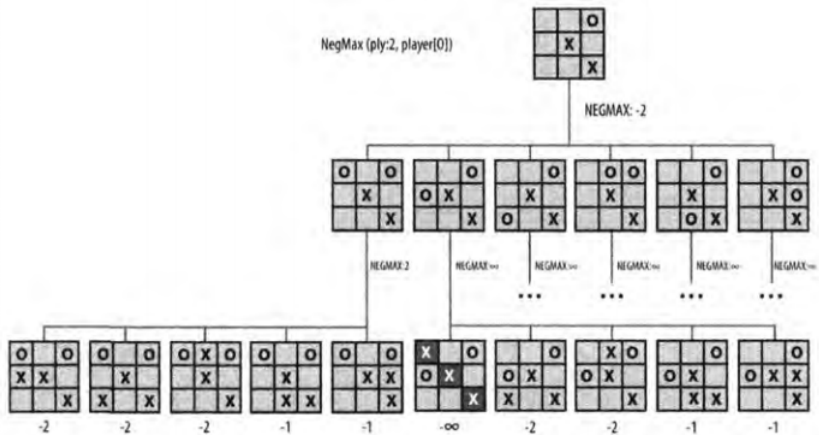 O
NegMax (ply:2, player[O]) X
X
NEGMAX: -2
O O O O O O O O
X O X X X X X O
X X O X X O X X
NEGMAX:2 NEGMAX:∞ NEGMAX:∞ NEGMAX:∞ NEGMAX:∞ NEGMAX:∞
... ... ... ...
O O O O O X O O O O O X O O X O O O
X X X X X X X O X O X O X O X O X X
X X X X X X X X X X X X X X
-2 -2 -2 -1 -1 -∞ -2 -2 -1 -1